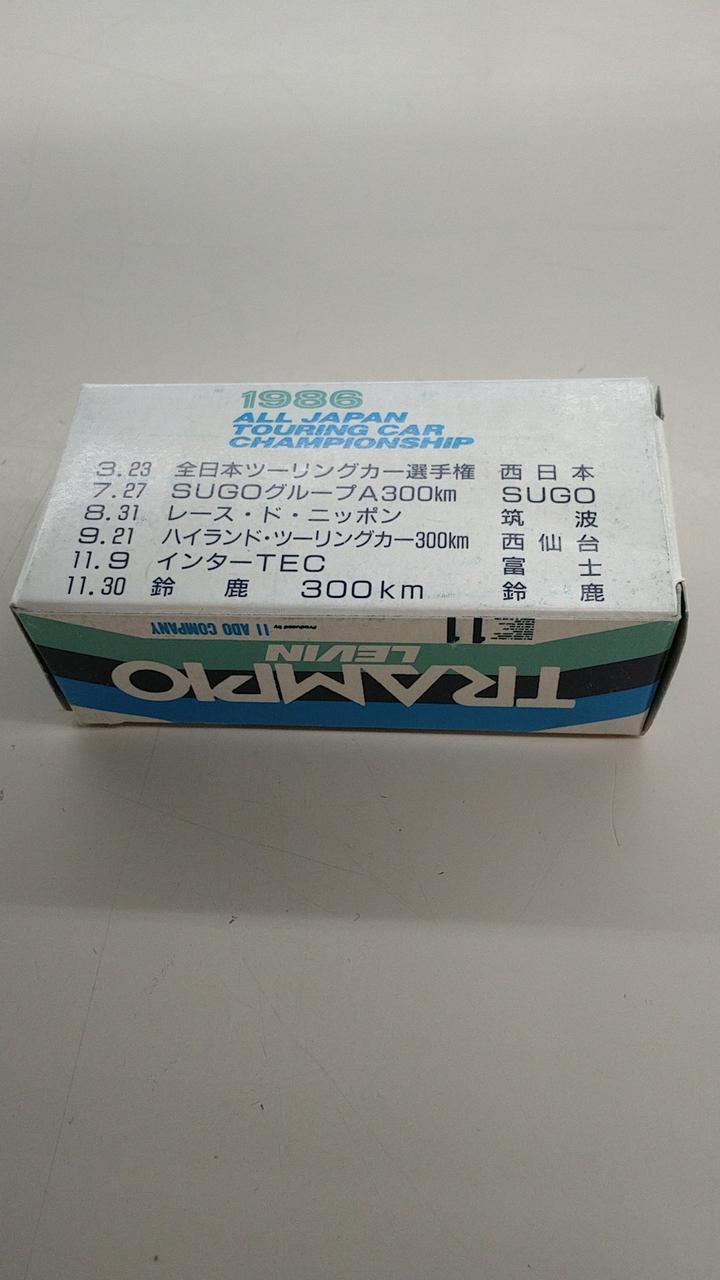 1986
ALL JAPAN
TOURING CAR
CHAMPIONSHIP
3.23 全日本ツーリングカー選手権 西日本
7.27 SUGOグループA300km SUGO
8.31 レース・ド・ニッポン 筑波
9.21 ハイランド・ツーリングカー300km 西仙台
11.9 インターTEC 富士
11.30 鈴鹿 300km 鈴鹿
TRAMPIO
LEVIN
11
Produced by 11 ADO COMPANY